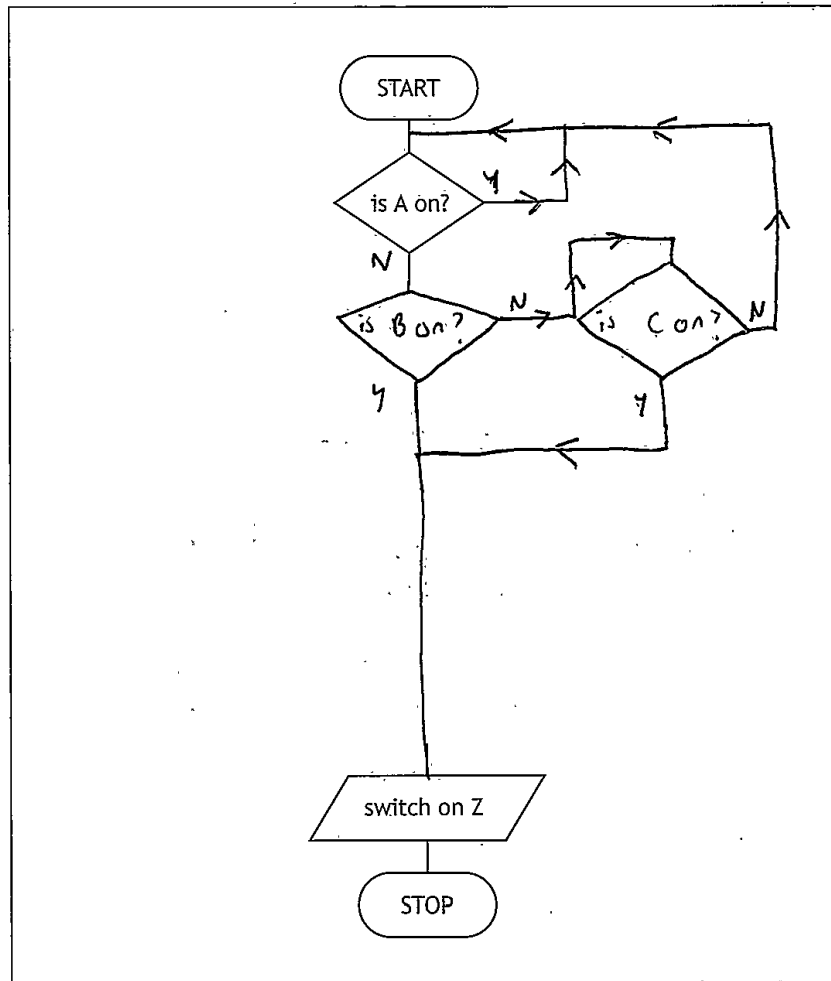 START
is A on?
Y
N
is B on?
N
is C on?
N
Y
Y
switch on Z
STOP